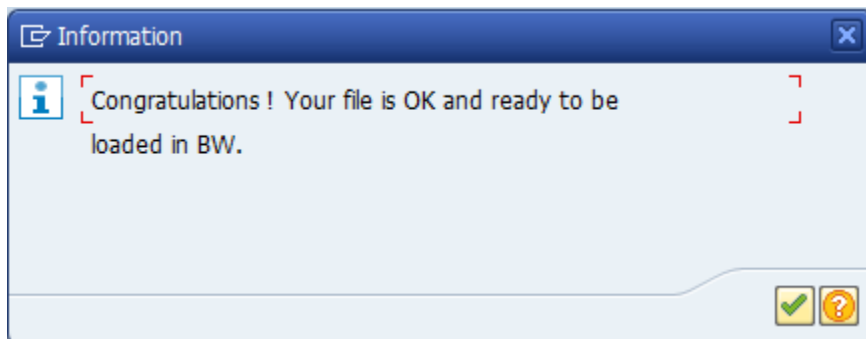 Information
Congratulations ! Your file is OK and ready to be
loaded in BW.